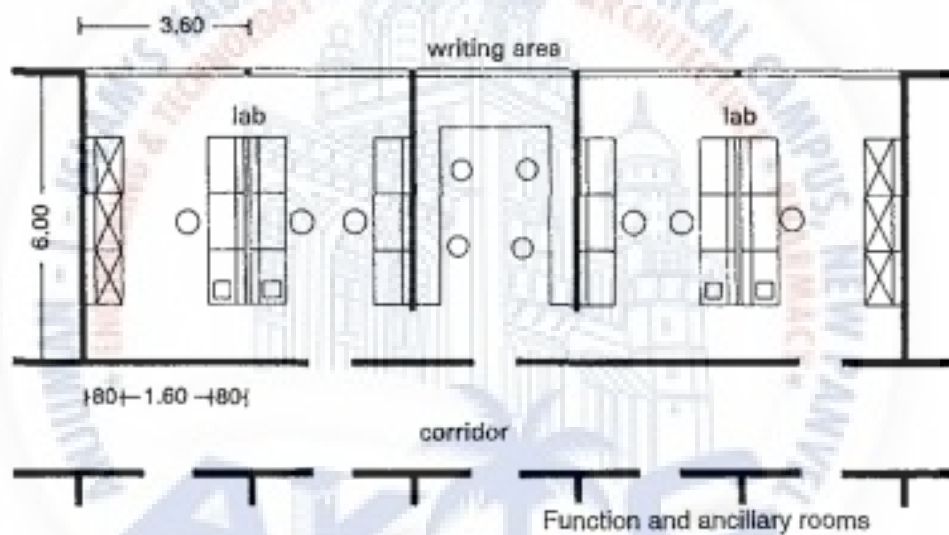 3,60
writing area
lab
lab
6.00
80 1.60 80
corridor
Function and ancillary rooms